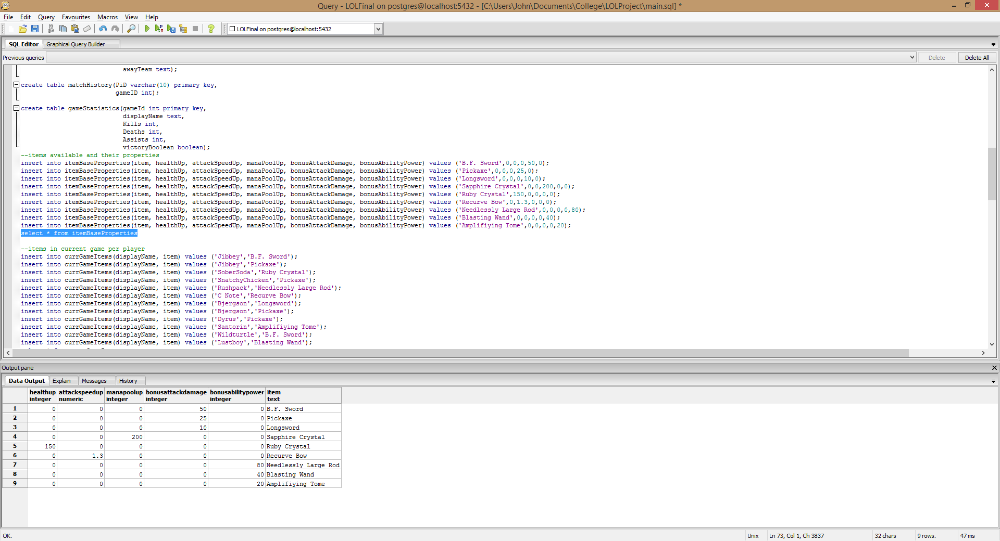 Query - LOLFinal on postgres@localhost:5432 - [C:\Users\John\Documents\College\LOLProject\main.sql] *
File Edit Query Favourites Macros View Help
LOLFinal on postgres@localhost:5432
SQL Editor Graphical Query Builder
Previous queries Delete Delete All
awayTeam text);
create table matchHistory(PiD varchar(10) primary key,
gameID int);
create table gameStatistics(gameId int primary key,
displayName text,
Kills int,
Deaths int,
Assists int,
victoryBoolean boolean);
--items available and their properties
insert into itemBaseProperties(item, healthUp, attackSpeedUp, manaPoolUp, bonusAttackDamage, bonusAbilityPower) values ('B.F. Sword',0,0,0,50,0);
insert into itemBaseProperties(item, healthUp, attackSpeedUp, manaPoolUp, bonusAttackDamage, bonusAbilityPower) values ('Pickaxe',0,0,0,25,0);
insert into itemBaseProperties(item, healthUp, attackSpeedUp, manaPoolUp, bonusAttackDamage, bonusAbilityPower) values ('Longsword',0,0,0,10,0);
insert into itemBaseProperties(item, healthUp, attackSpeedUp, manaPoolUp, bonusAttackDamage, bonusAbilityPower) values ('Sapphire Crystal',0,0,200,0,0);
insert into itemBaseProperties(item, healthUp, attackSpeedUp, manaPoolUp, bonusAttackDamage, bonusAbilityPower) values ('Ruby Crystal',150,0,0,0,0);
insert into itemBaseProperties(item, healthUp, attackSpeedUp, manaPoolUp, bonusAttackDamage, bonusAbilityPower) values ('Recurve Bow',0,1.3,0,0,0);
insert into itemBaseProperties(item, healthUp, attackSpeedUp, manaPoolUp, bonusAttackDamage, bonusAbilityPower) values ('Needlessly Large Rod',0,0,0,0,80);
insert into itemBaseProperties(item, healthUp, attackSpeedUp, manaPoolUp, bonusAttackDamage, bonusAbilityPower) values ('Blasting Wand',0,0,0,0,40);
insert into itemBaseProperties(item, healthUp, attackSpeedUp, manaPoolUp, bonusAttackDamage, bonusAbilityPower) values ('Amplifiying Tome',0,0,0,0,20);
select * from itemBaseProperties
--items in current game per player
insert into currGameItems(displayName, item) values ('Jibbey','B.F. Sword');
insert into currGameItems(displayName, item) values ('Jibbey','Pickaxe');
insert into currGameItems(displayName, item) values ('SoberSoda','Ruby Crystal');
insert into currGameItems(displayName, item) values ('SnatchyChicken','Pickaxe');
insert into currGameItems(displayName, item) values ('Rushpack','Needlessly Large Rod');
insert into currGameItems(displayName, item) values ('C Note','Recurve Bow');
insert into currGameItems(displayName, item) values ('Bjergson','Longsword');
insert into currGameItems(displayName, item) values ('Bjergson','Pickaxe');
insert into currGameItems(displayName, item) values ('Dyrus','Pickaxe');
insert into currGameItems(displayName, item) values ('Santorin','Amplifiying Tome');
insert into currGameItems(displayName, item) values ('Wildturtle','B.F. Sword');
insert into currGameItems(displayName, item) values ('Lustboy','Blasting Wand');
Output pane
Data Output Explain Messages History
healthup attackspeedup manapoolup bonusattackdamage bonusabilitypower item
integer numeric integer integer integer text
1 0 0 0 50 0 B.F. Sword
2 0 0 0 25 0 Pickaxe
3 0 0 0 10 0 Longsword
4 0 0 200 0 0 Sapphire Crystal
5 150 0 0 0 0 Ruby Crystal
6 0 1.3 0 0 0 Recurve Bow
7 0 0 0 0 80 Needlessly Large Rod
8 0 0 0 0 40 Blasting Wand
9 0 0 0 0 20 Amplifiying Tome
OK. Unix Ln 73, Col 1, Ch 3837 32 chars 9 rows. 47 ms